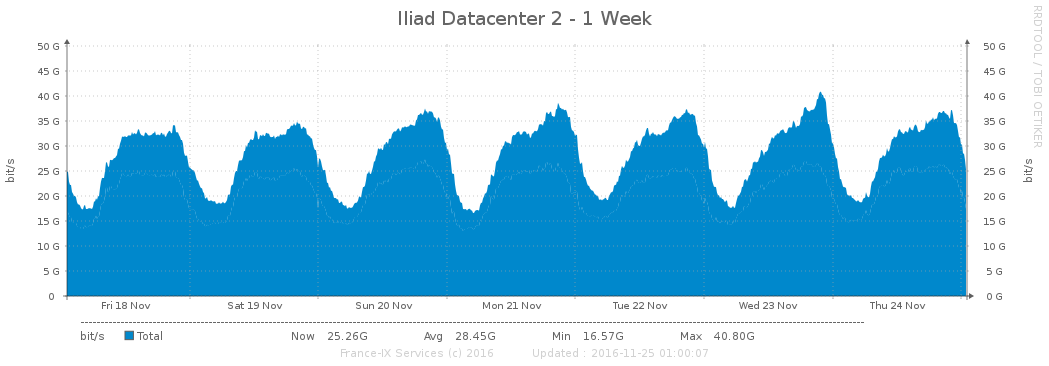 Iliad Datacenter 2 - 1 Week
RRDTOOL / TOBI OETIKER
bit/s
50 G 50 G
45 G 45 G
40 G 40 G
35 G 35 G
30 G 30 G
25 G 25 G
20 G 20 G
15 G 15 G
10 G 10 G
5 G 5 G
0 0 G
bit/s
Fri 18 Nov Sat 19 Nov Sun 20 Nov Mon 21 Nov Tue 22 Nov Wed 23 Nov Thu 24 Nov
bit/s Total Now 25.26G Avg 28.45G Min 16.57G Max 40.80G
France-IX Services (c) 2016 Updated : 2016-11-25 01:00:07